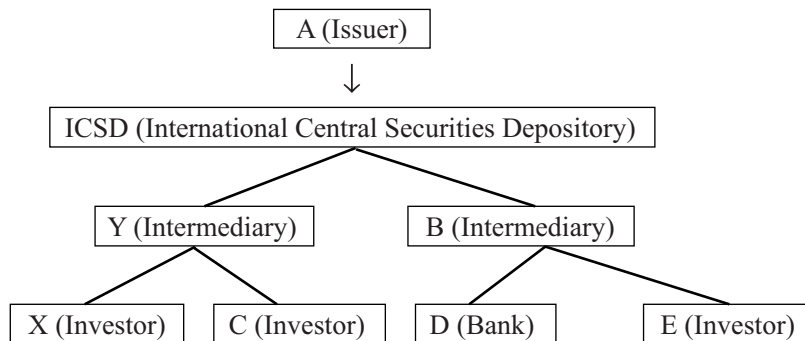 A (Issuer)
ICSD (International Central Securities Depository)
Y (Intermediary)
B (Intermediary)
X (Investor)
C (Investor)
D (Bank)
E (Investor)